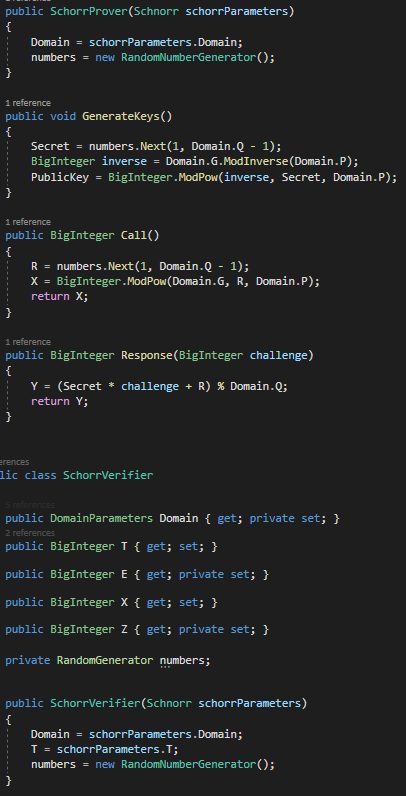 public SchorrProver(Schnorr schorrParameters)
{
Domain = schorrParameters.Domain;
numbers = new RandomNumberGenerator();
}
1 reference
public void GenerateKeys()
{
Secret = numbers.Next(1, Domain.Q - 1);
BigInteger inverse = Domain.G.ModInverse(Domain.P);
PublicKey = BigInteger.ModPow(inverse, Secret, Domain.P);
}
1 reference
public BigInteger Call()
{
R = numbers.Next(1, Domain.Q - 1);
X = BigInteger.ModPow(Domain.G, R, Domain.P);
return X;
}
1 reference
public BigInteger Response(BigInteger challenge)
{
Y = (Secret * challenge + R) % Domain.Q;
return Y;
}
erences
lic class SchorrVerifier
5 references
public DomainParameters Domain { get; private set; }
2 references
public BigInteger T { get; set; }
public BigInteger E { get; private set; }
public BigInteger X { get; set; }
public BigInteger Z { get; private set; }
private RandomGenerator numbers;
public SchorrVerifier(Schnorr schorrParameters)
{
Domain = schorrParameters.Domain;
T = schorrParameters.T;
numbers = new RandomNumberGenerator();
}